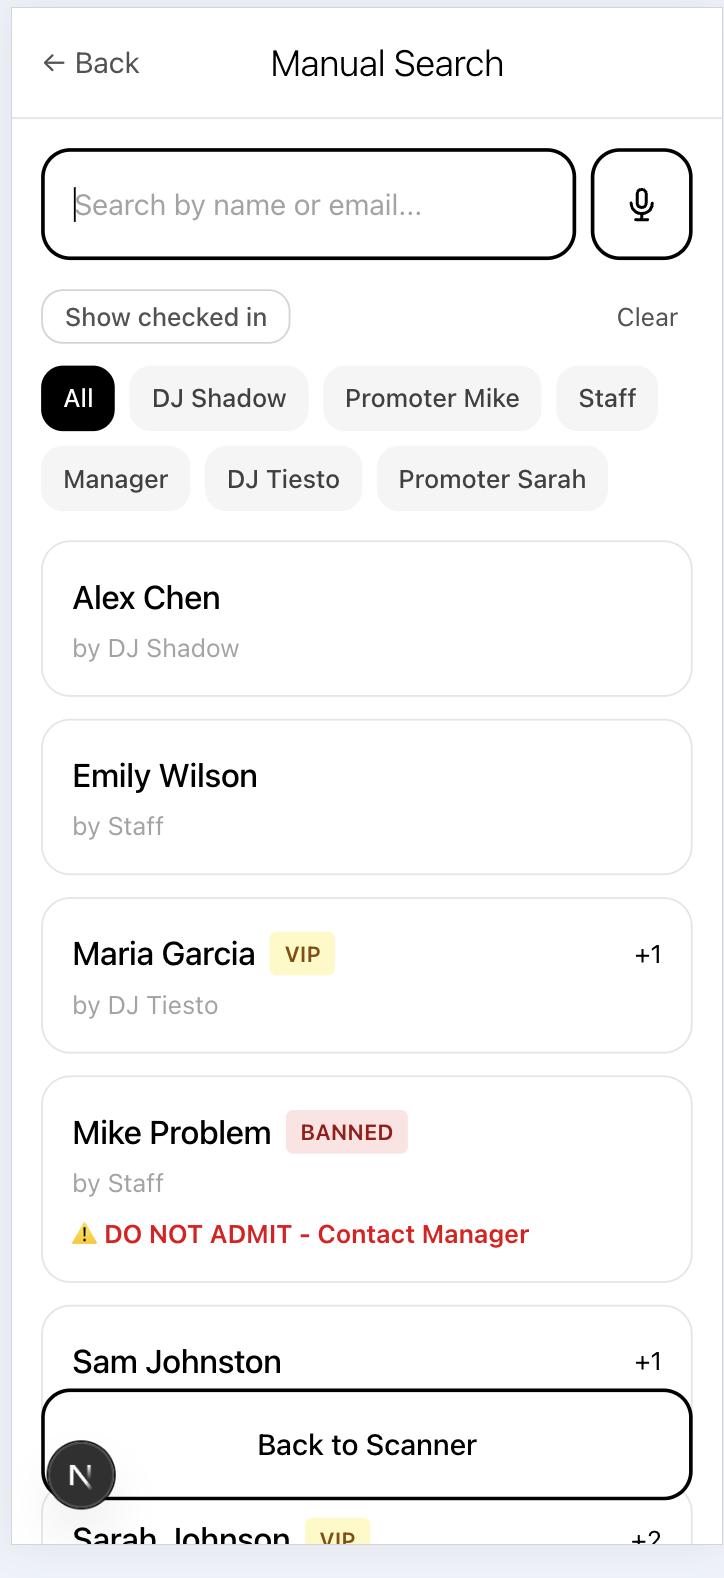 ← Back Manual Search
Search by name or email...
Show checked in Clear
All DJ Shadow Promoter Mike Staff
Manager DJ Tiesto Promoter Sarah
Alex Chen
by DJ Shadow
Emily Wilson
by Staff
Maria Garcia VIP +1
by DJ Tiesto
Mike Problem BANNED
by Staff
⚠️ DO NOT ADMIT - Contact Manager
Sam Johnston +1
Back to Scanner
N
Sarah Johnson VIP +2